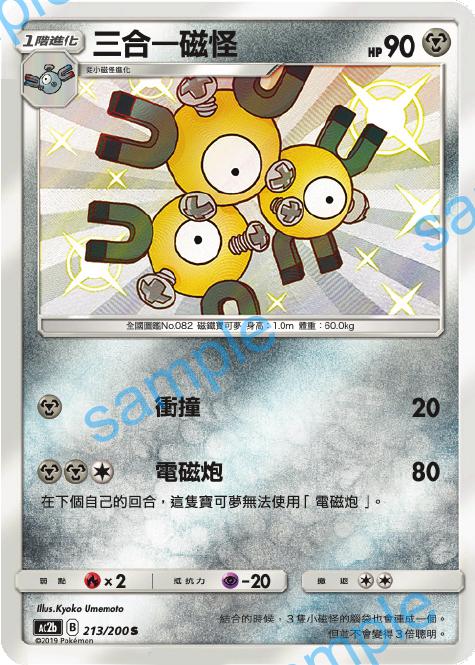 1階進化
三合一磁怪
HP 90
從小磁怪進化
全國圖鑑No.082 磁鐵寶可夢 身高：1.0m 體重：60.0kg
衝撞 20
電磁炮 80
在下個自己的回合，這隻寶可夢無法使用「電磁炮」。
弱點 ×2 抵抗力 -20 撤退
Illus.Kyoko Umemoto
AC2b B 213/200 S
©2019 Pokémon
結合的時候，3隻小磁怪的腦袋也會連成一個。
但並不會變得3倍聰明。
sample
sample
sample
sample